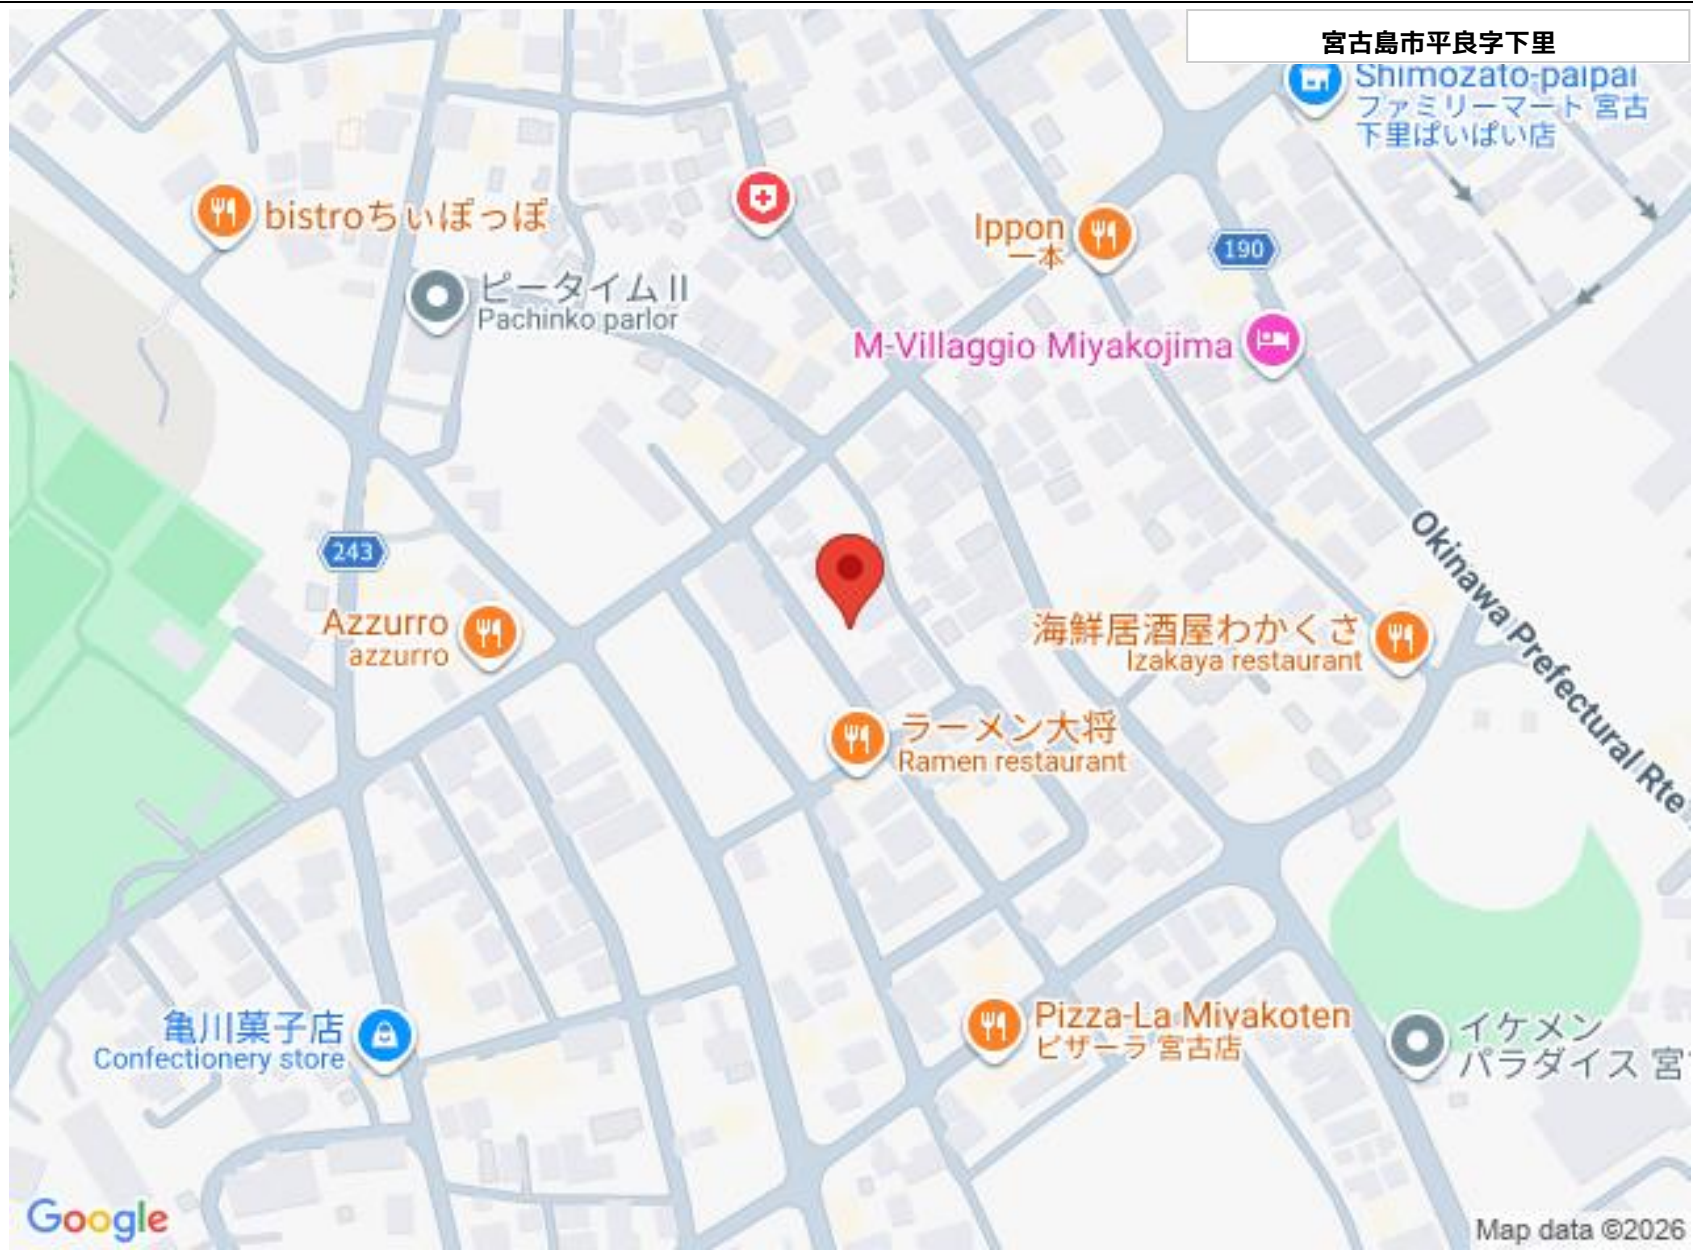 宮古島市平良字下里
Shimozato-paipai
ファミリーマート 宮古
下里ぱいぱい店
bistroちぃぽっぽ
Ippon
一本
190
ピータイム II
Pachinko parlor
M-Villaggio Miyakojima
Okinawa Prefectural Rte
243
Azzurro
azzurro
海鮮居酒屋わかくさ
Izakaya restaurant
ラーメン大将
Ramen restaurant
亀川菓子店
Confectionery store
Pizza-La Miyakoten
ピザーラ 宮古店
イケメン
パラダイス 宮
Google
Map data ©2026